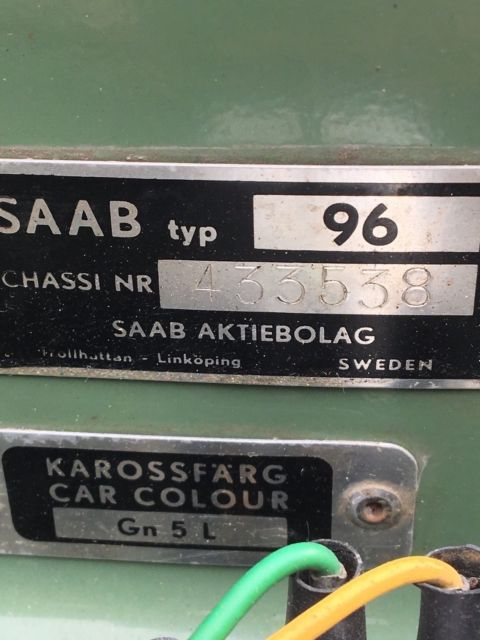 SAAB typ 96
CHASSI NR 433538
SAAB AKTIEBOLAG
Trollhättan - Linköping SWEDEN
KAROSSFÄRG
CAR COLOUR
Gn 5 L